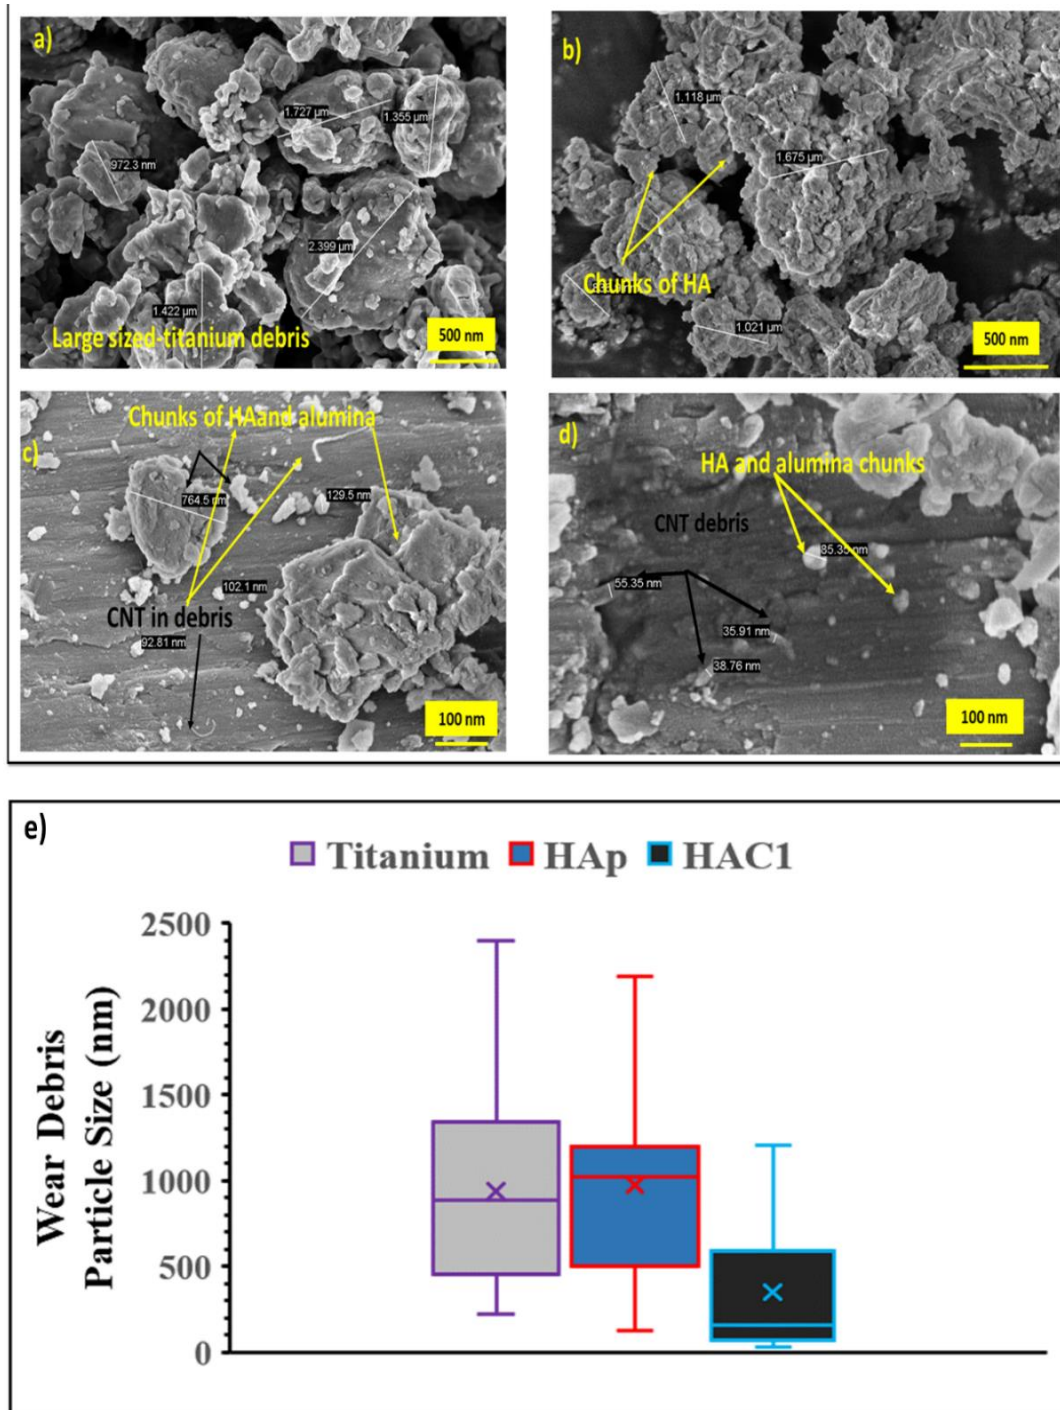 a)
1.727 µm
1.355 µm
972.3 nm
2.399 µm
1.422 µm
Large sized-titanium debris
500 nm
b)
1.118 µm
1.675 µm
Chunks of HA
1.021 µm
500 nm
Chunks of HAand alumina
c)
764.5 nm
129.5 nm
102.1 nm
CNT in debris
92.81 nm
100 nm
d)
HA and alumina chunks
CNT debris
85.35 nm
55.35 nm
35.91 nm
38.76 nm
100 nm
e)
Titanium HAp HAC1
Wear Debris
Particle Size (nm)
2500
2000
1500
1000
500
0